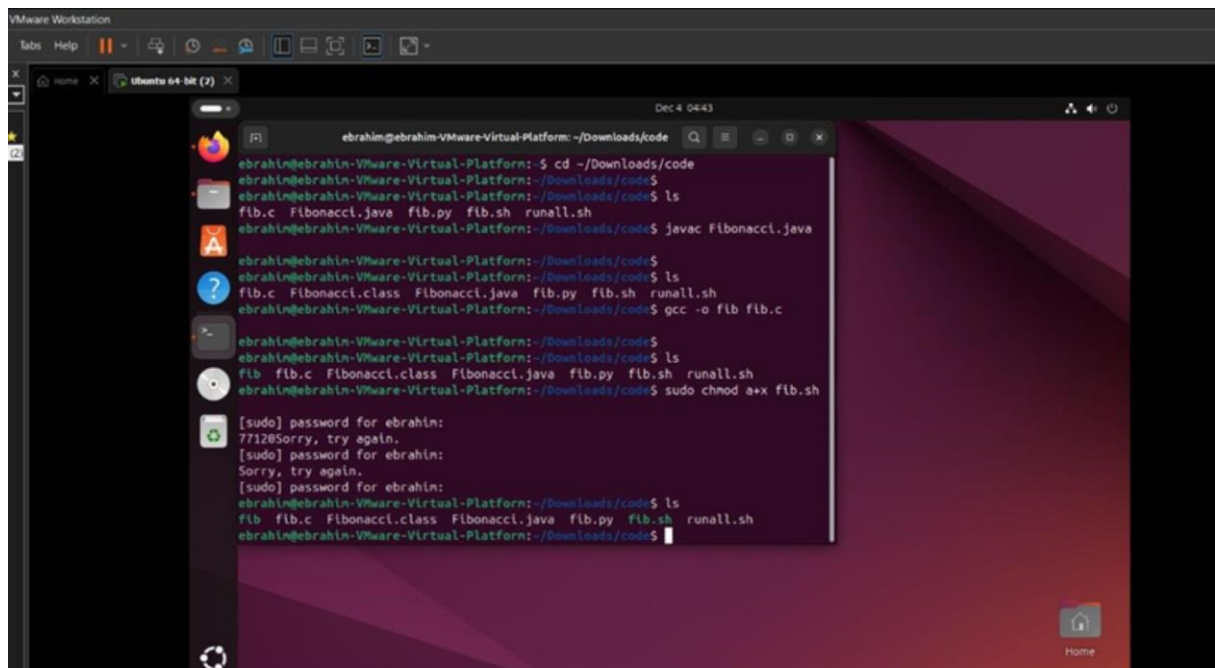 VMware Workstation
Tabs Help
Home Ubuntu 64-bit (2)
(2)
Dec 4 04:43
ebrahim@ebrahim-VMware-Virtual-Platform: ~/Downloads/code
ebrahim@ebrahim-VMware-Virtual-Platform:~$ cd ~/Downloads/code
ebrahim@ebrahim-VMware-Virtual-Platform:~/Downloads/code$
ebrahim@ebrahim-VMware-Virtual-Platform:~/Downloads/code$ ls
fib.c Fibonacci.java fib.py fib.sh runall.sh
ebrahim@ebrahim-VMware-Virtual-Platform:~/Downloads/code$ javac Fibonacci.java
ebrahim@ebrahim-VMware-Virtual-Platform:~/Downloads/code$
ebrahim@ebrahim-VMware-Virtual-Platform:~/Downloads/code$ ls
fib.c Fibonacci.class Fibonacci.java fib.py fib.sh runall.sh
ebrahim@ebrahim-VMware-Virtual-Platform:~/Downloads/code$ gcc -o fib fib.c
ebrahim@ebrahim-VMware-Virtual-Platform:~/Downloads/code$
ebrahim@ebrahim-VMware-Virtual-Platform:~/Downloads/code$ ls
fib fib.c Fibonacci.class Fibonacci.java fib.py fib.sh runall.sh
ebrahim@ebrahim-VMware-Virtual-Platform:~/Downloads/code$ sudo chmod a+x fib.sh
[sudo] password for ebrahim:
77120Sorry, try again.
[sudo] password for ebrahim:
Sorry, try again.
[sudo] password for ebrahim:
ebrahim@ebrahim-VMware-Virtual-Platform:~/Downloads/code$ ls
fib fib.c Fibonacci.class Fibonacci.java fib.py fib.sh runall.sh
ebrahim@ebrahim-VMware-Virtual-Platform:~/Downloads/code$
Home